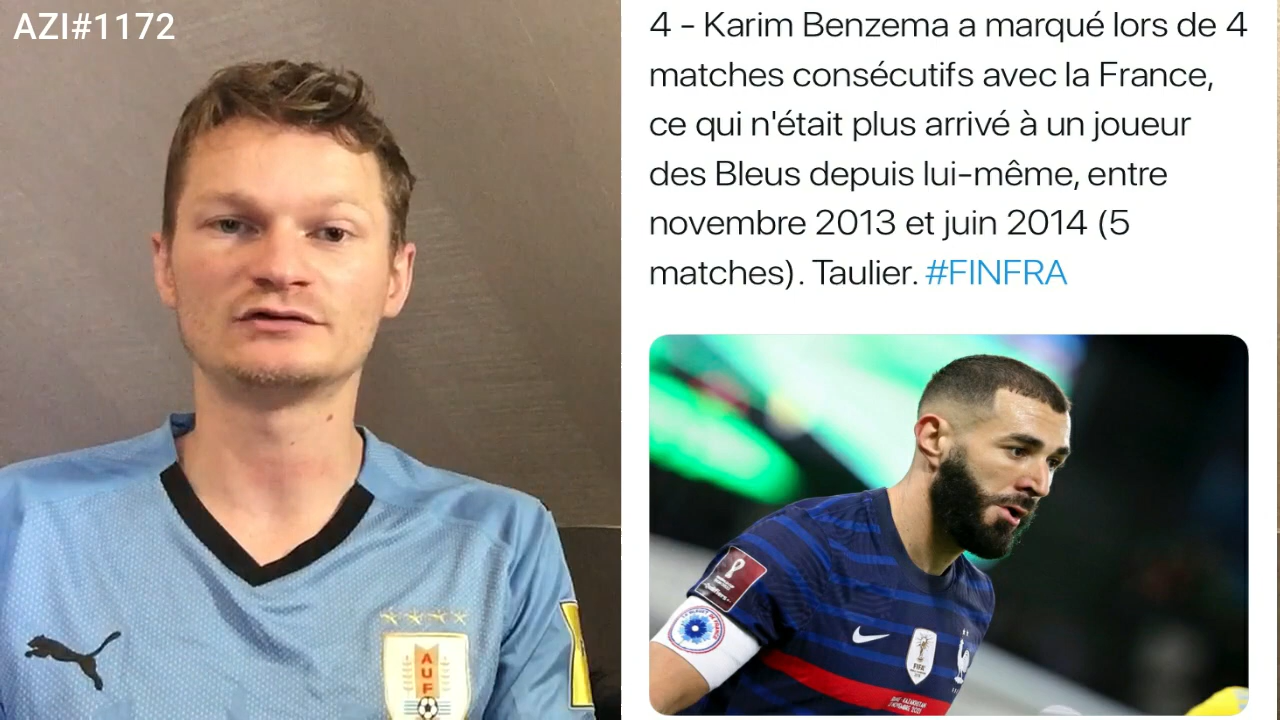 AZI#1172
4 - Karim Benzema a marqué lors de 4
matches consécutifs avec la France,
ce qui n'était plus arrivé à un joueur
des Bleus depuis lui-même, entre
novembre 2013 et juin 2014 (5
matches). Taulier. #FINFRA
AUF
FIFA